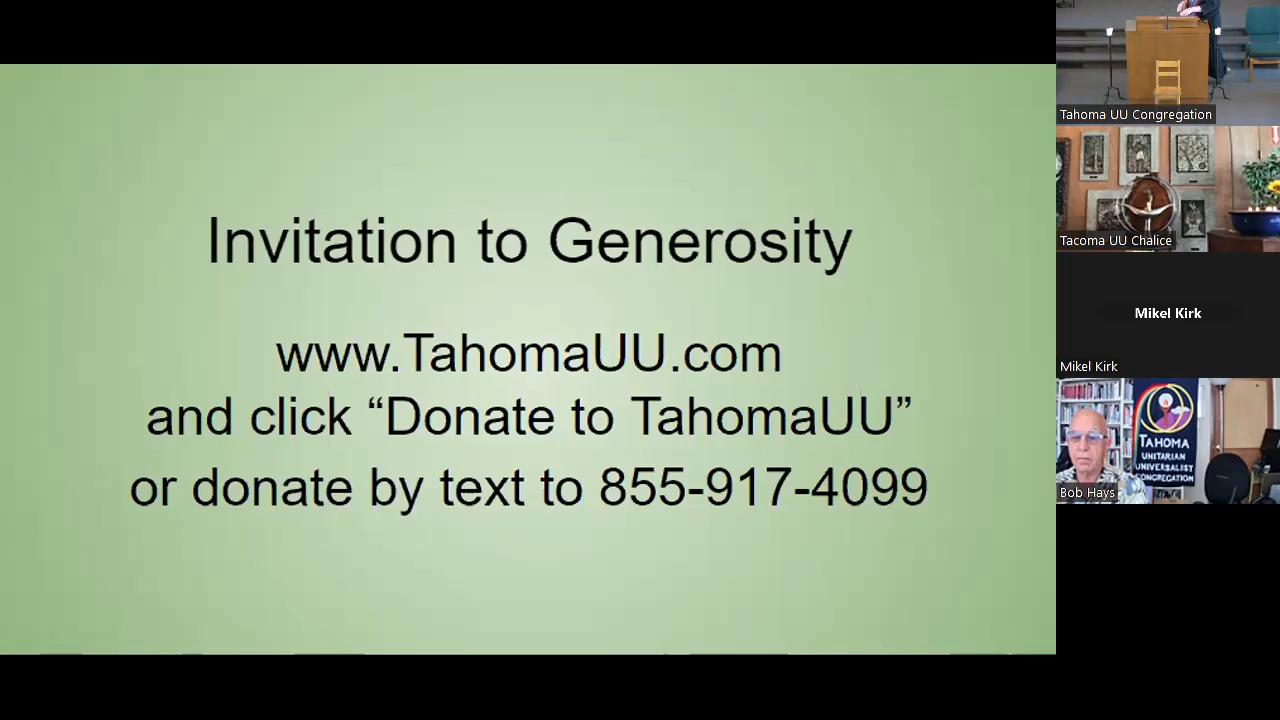 Invitation to Generosity
www.TahomaUU.com
and click “Donate to TahomaUU”
or donate by text to 855-917-4099
Tahoma UU Congregation
Tacoma UU Chalice
Mikel Kirk
Mikel Kirk
TAHOMA
UNITARIAN
UNIVERSALIST
CONGREGATION
Bob Hays